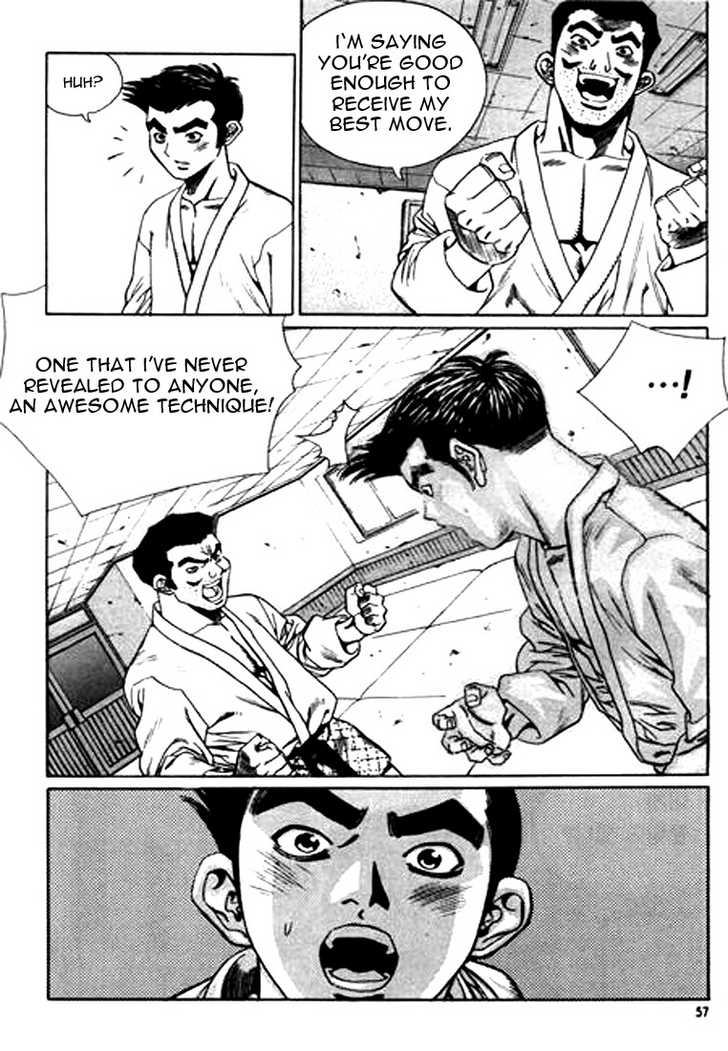 HUH?
I'M SAYING
YOU'RE GOOD
ENOUGH TO
RECEIVE MY
BEST MOVE.
ONE THAT I'VE NEVER
REVEALED TO ANYONE,
AN AWESOME TECHNIQUE!
...!
57